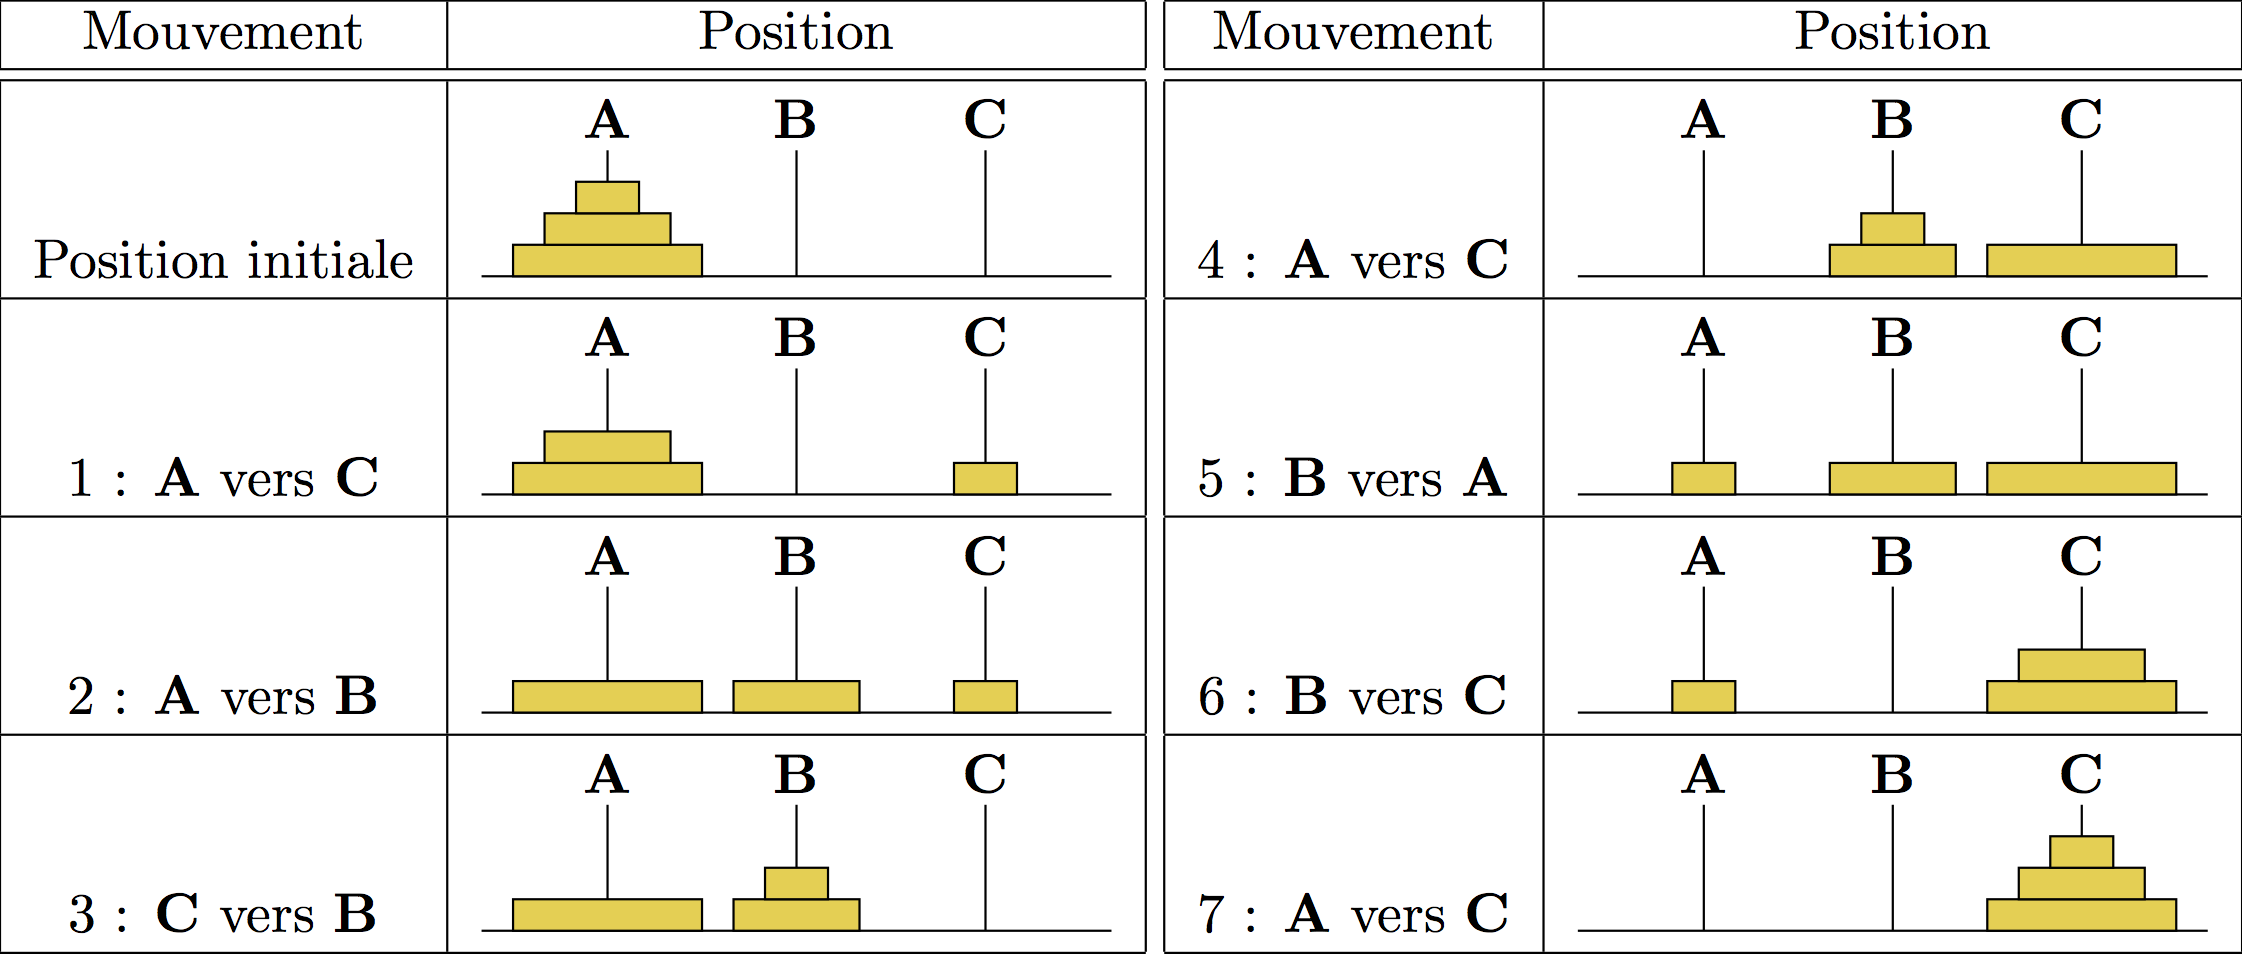 Mouvement Position Mouvement Position
A B C
Position initiale
A B C
4 : A vers C
A B C
1 : A vers C
A B C
5 : B vers A
A B C
2 : A vers B
A B C
6 : B vers C
A B C
3 : C vers B
A B C
7 : A vers C